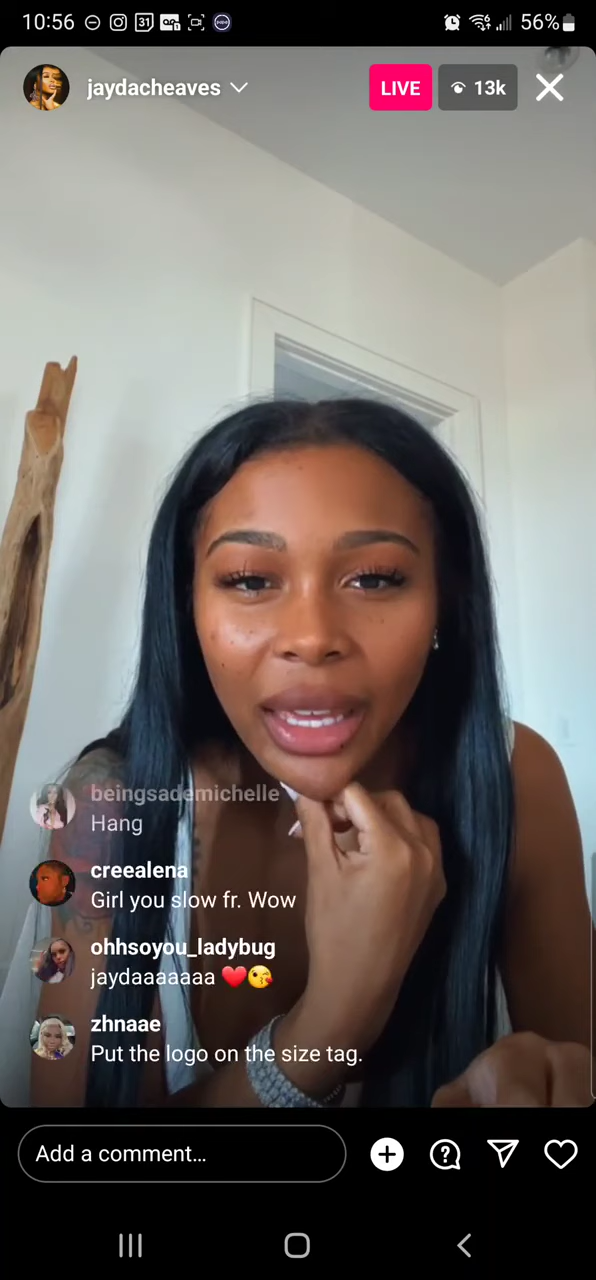 10:56
31
56%
jaydacheaves
LIVE
13k
beingsademichelle
Hang
creealena
Girl you slow fr. Wow
ohhsoyou_ladybug
jaydaaaaaaa ❤️😘
zhnaae
Put the logo on the size tag.
Add a comment...